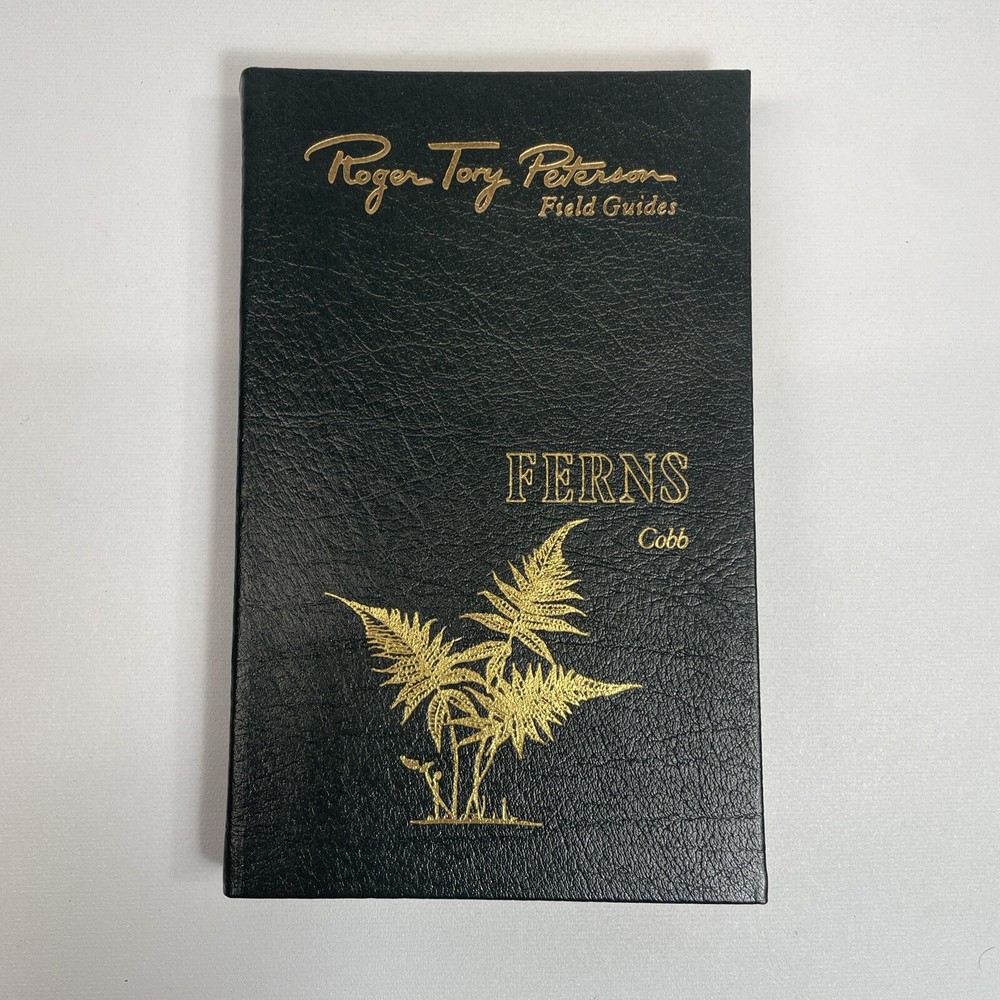 Roger Tory Peterson
Field Guides
FERNS
Cobb